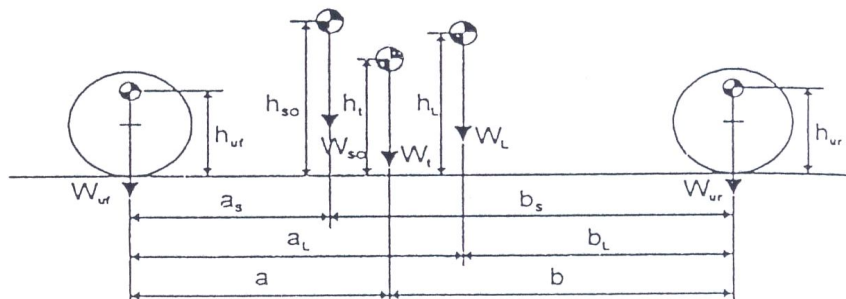 h_so
h_t
h_L
h_uf
h_ur
W_so
W_t
W_L
W_uf
W_ur
a_s
b_s
a_L
b_L
a
b